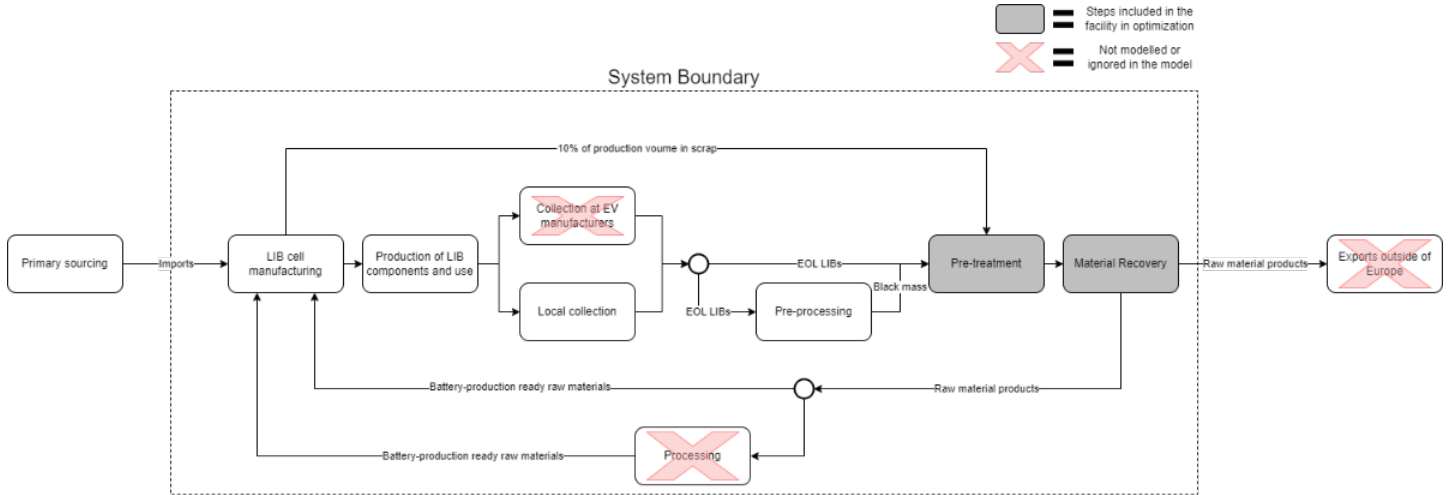 Steps included in the
facility in optimization
Not modelled or
ignored in the model
System Boundary
10% of production voume in scrap
Collection at EV
manufacturers
Primary sourcing
Imports
LIB cell
manufacturing
Production of LIB
components and use
EOL LIBs
Black mass
Pre-treatment
Material Recovery
Raw material products
Exports outside of
Europe
Local collection
EOL LIBs
Pre-processing
Battery-production ready raw materials
Raw material products
Battery-production ready raw materials
Processing